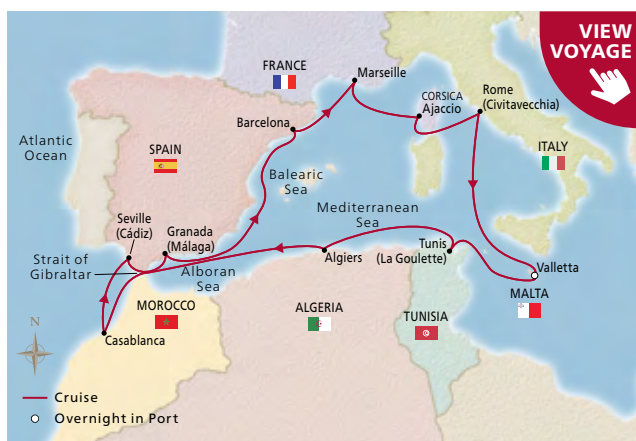 VIEW
VOYAGE
FRANCE
Marseille
CORSICA
Ajaccio
Rome
(Civitavecchia)
Barcelona
ITALY
Atlantic
Ocean
SPAIN
Balearic
Sea
Mediterranean
Sea
Seville
(Cádiz)
Granada
(Málaga)
Tunis
(La Goulette)
Strait of
Gibraltar
Alboran
Sea
Algiers
Valletta
MALTA
MOROCCO
ALGERIA
TUNISIA
N
Casablanca
Cruise
Overnight in Port